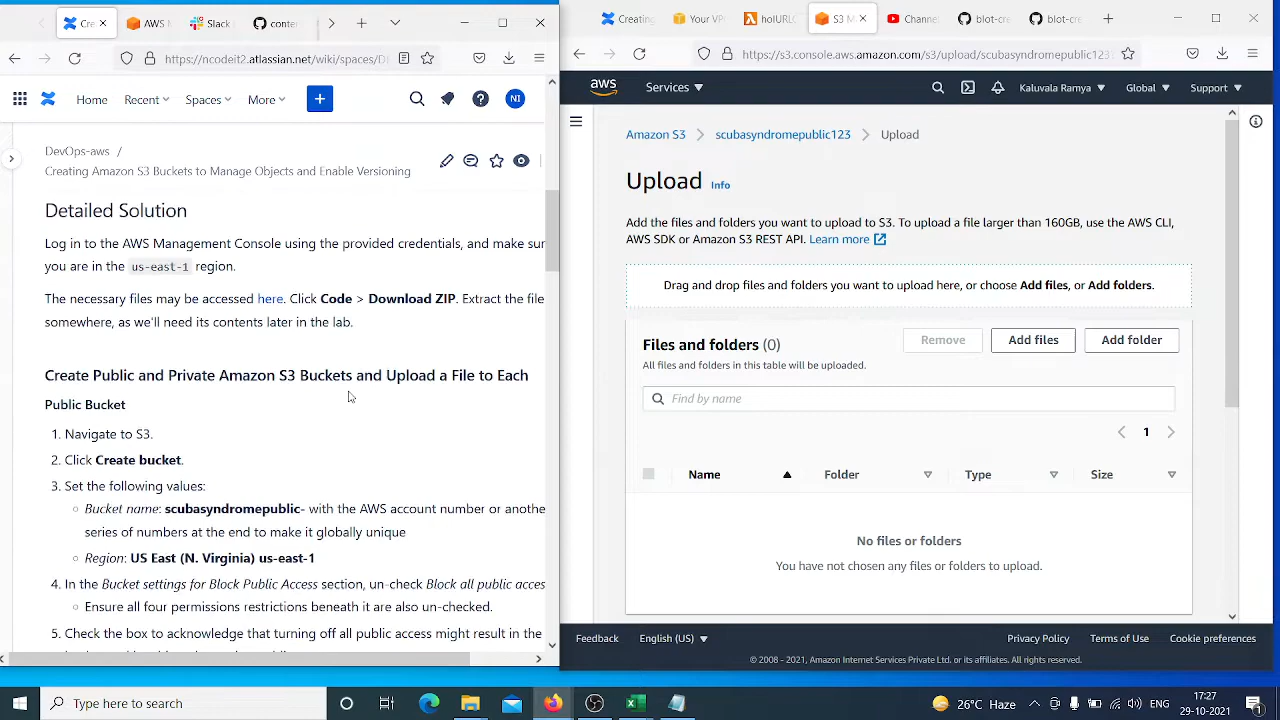 Cre
AWS
Slack
conter
https://ncodeit2.atlassian.net/wiki/spaces/D
Home
Recent
Spaces
More
NI
DevOps-aws /
Creating Amazon S3 Buckets to Manage Objects and Enable Versioning
Detailed Solution
Log in to the AWS Management Console using the provided credentials, and make sur
you are in the us-east-1 region.
The necessary files may be accessed here. Click Code > Download ZIP. Extract the file
somewhere, as we'll need its contents later in the lab.
Create Public and Private Amazon S3 Buckets and Upload a File to Each
Public Bucket
1. Navigate to S3.
2. Click Create bucket.
3. Set the following values:
Bucket name: scubasyndromepublic- with the AWS account number or anothe
series of numbers at the end to make it globally unique
Region: US East (N. Virginia) us-east-1
4. In the Bucket settings for Block Public Access section, un-check Block all public acces
Ensure all four permissions restrictions beneath it are also un-checked.
5. Check the box to acknowledge that turning off all public access might result in the
Creating
Your VP
holURLC
S3 M
Channe
blot-cre
blot-cre
https://s3.console.aws.amazon.com/s3/upload/scubasyndromepublic123
aws
Services
Kaluvala Ramya
Global
Support
Amazon S3
scubasyndromepublic123
Upload
Upload
Info
Add the files and folders you want to upload to S3. To upload a file larger than 160GB, use the AWS CLI,
AWS SDK or Amazon S3 REST API. Learn more
Drag and drop files and folders you want to upload here, or choose Add files, or Add folders.
Files and folders (0)
Remove
Add files
Add folder
All files and folders in this table will be uploaded.
Find by name
1
Name
Folder
Type
Size
No files or folders
You have not chosen any files or folders to upload.
Feedback
English (US)
Privacy Policy
Terms of Use
Cookie preferences
© 2008 - 2021, Amazon Internet Services Private Ltd. or its affiliates. All rights reserved.
Type here to search
26°C Haze
ENG
17:27
29-10-2021